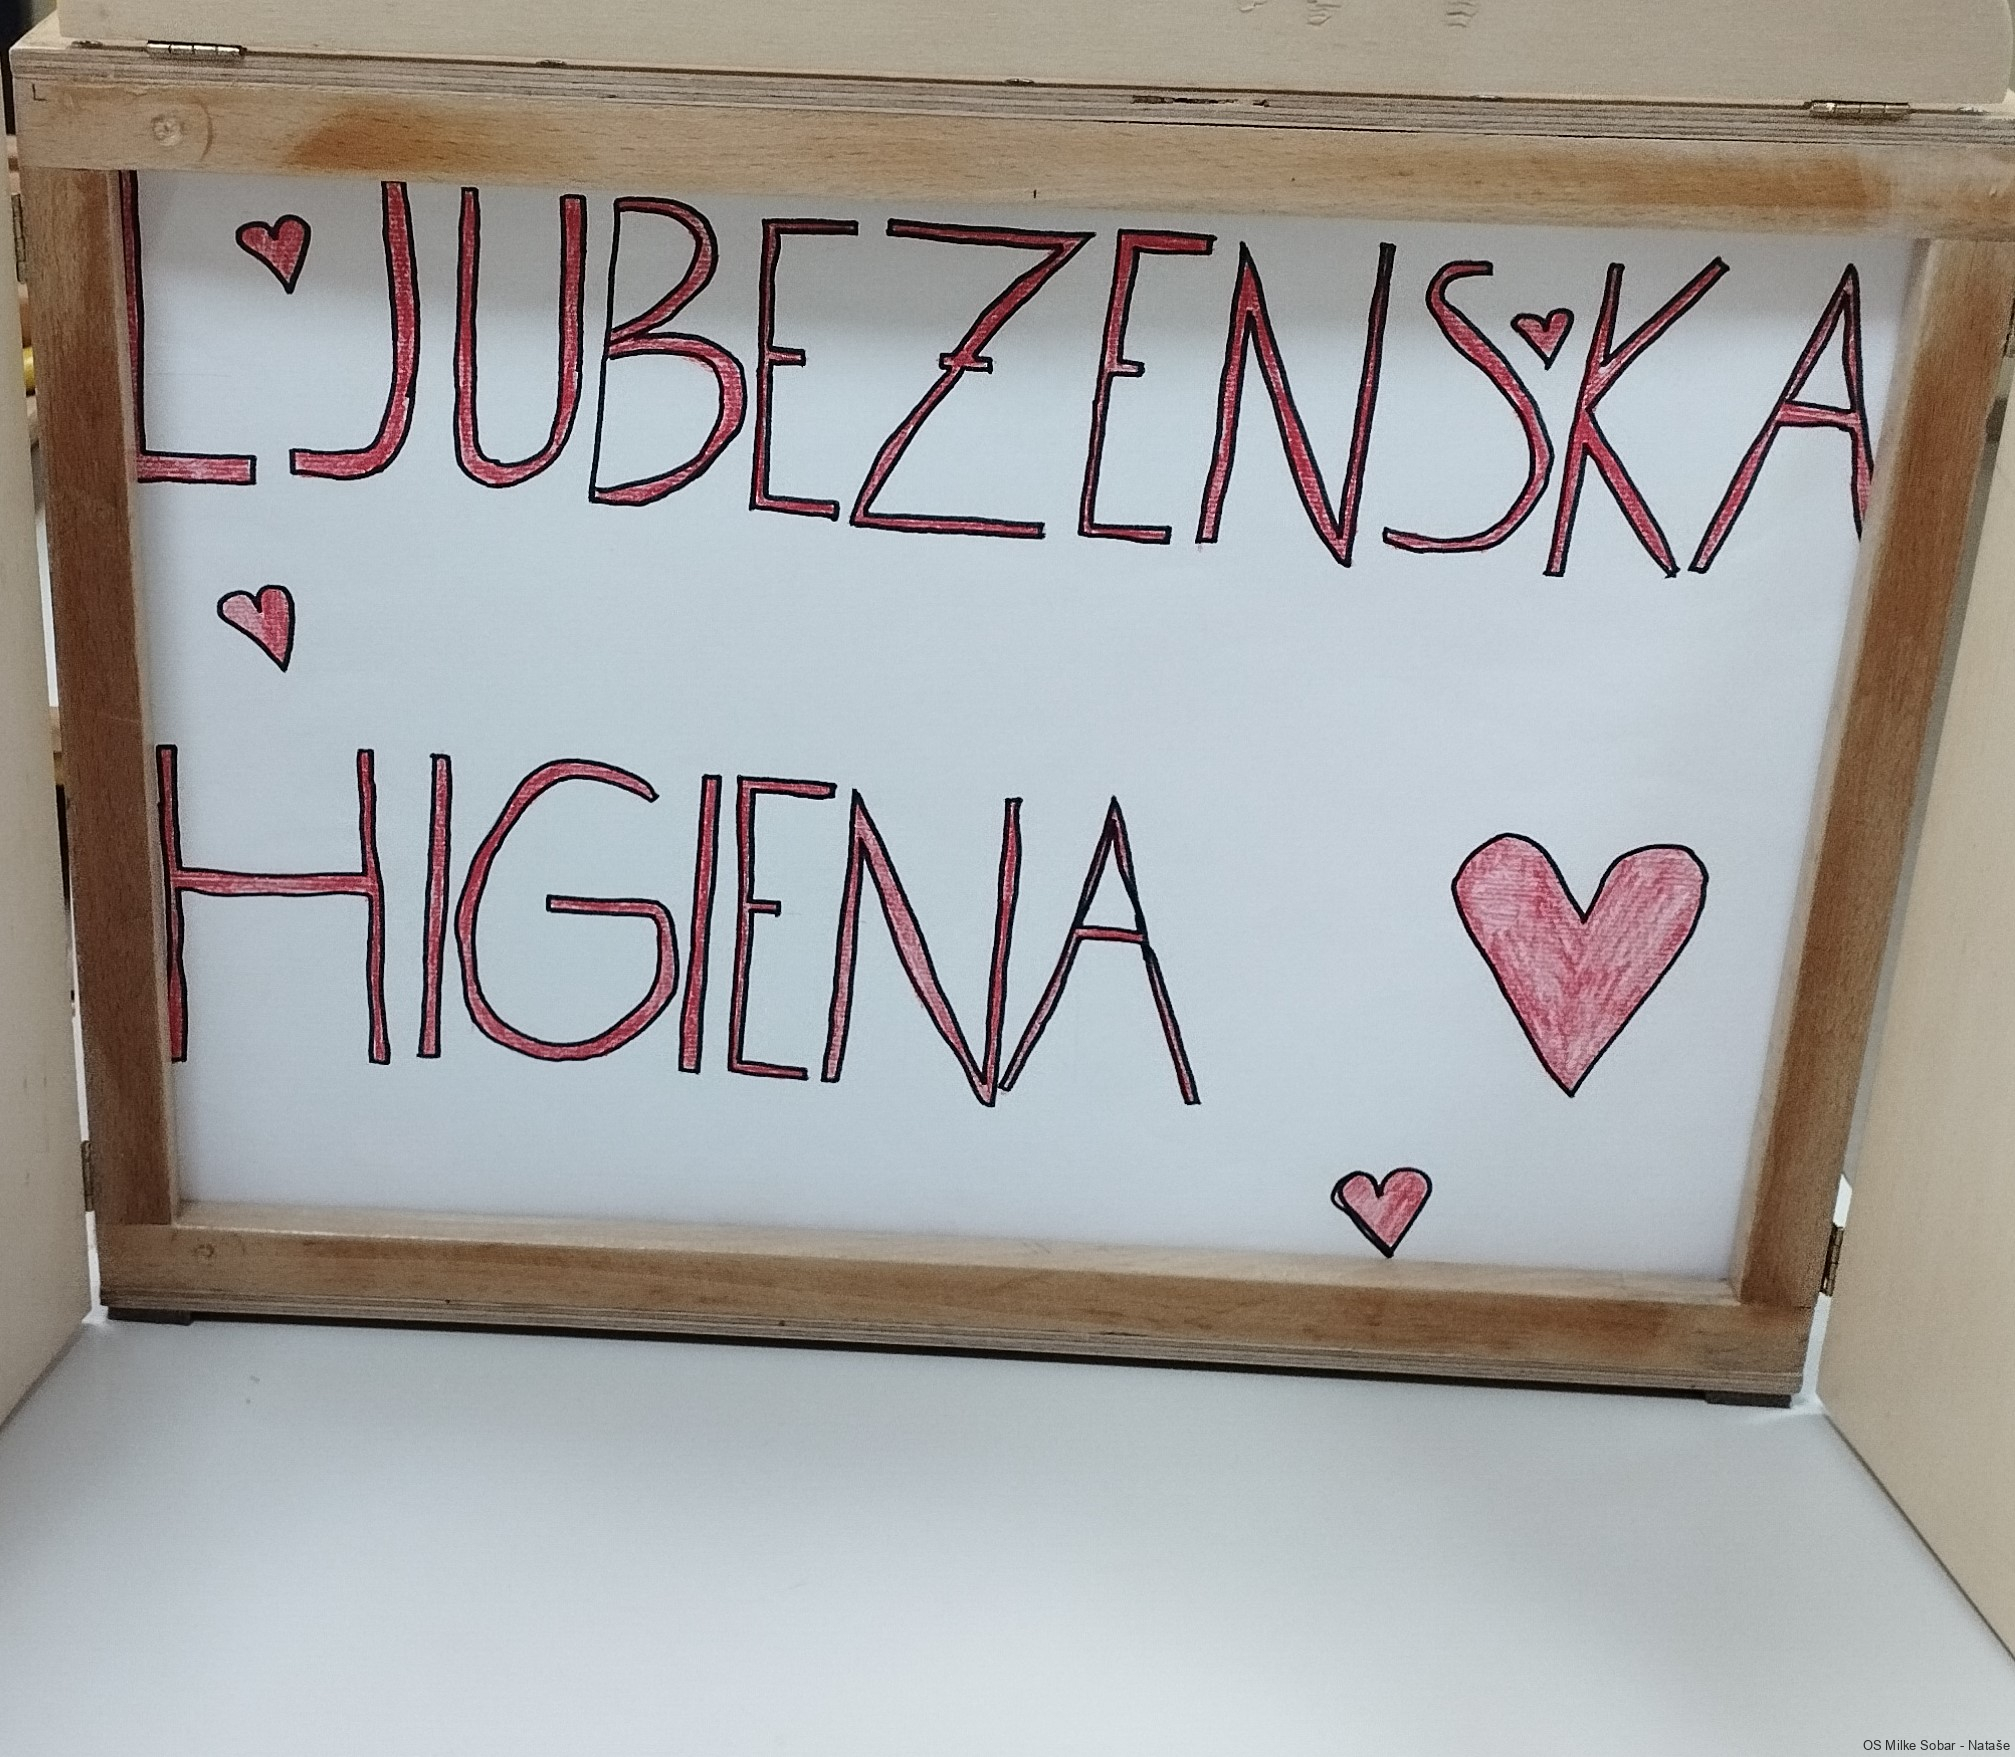 LJUBEZENSKA
HIGIENA
OS Milke Sobar - Nataše